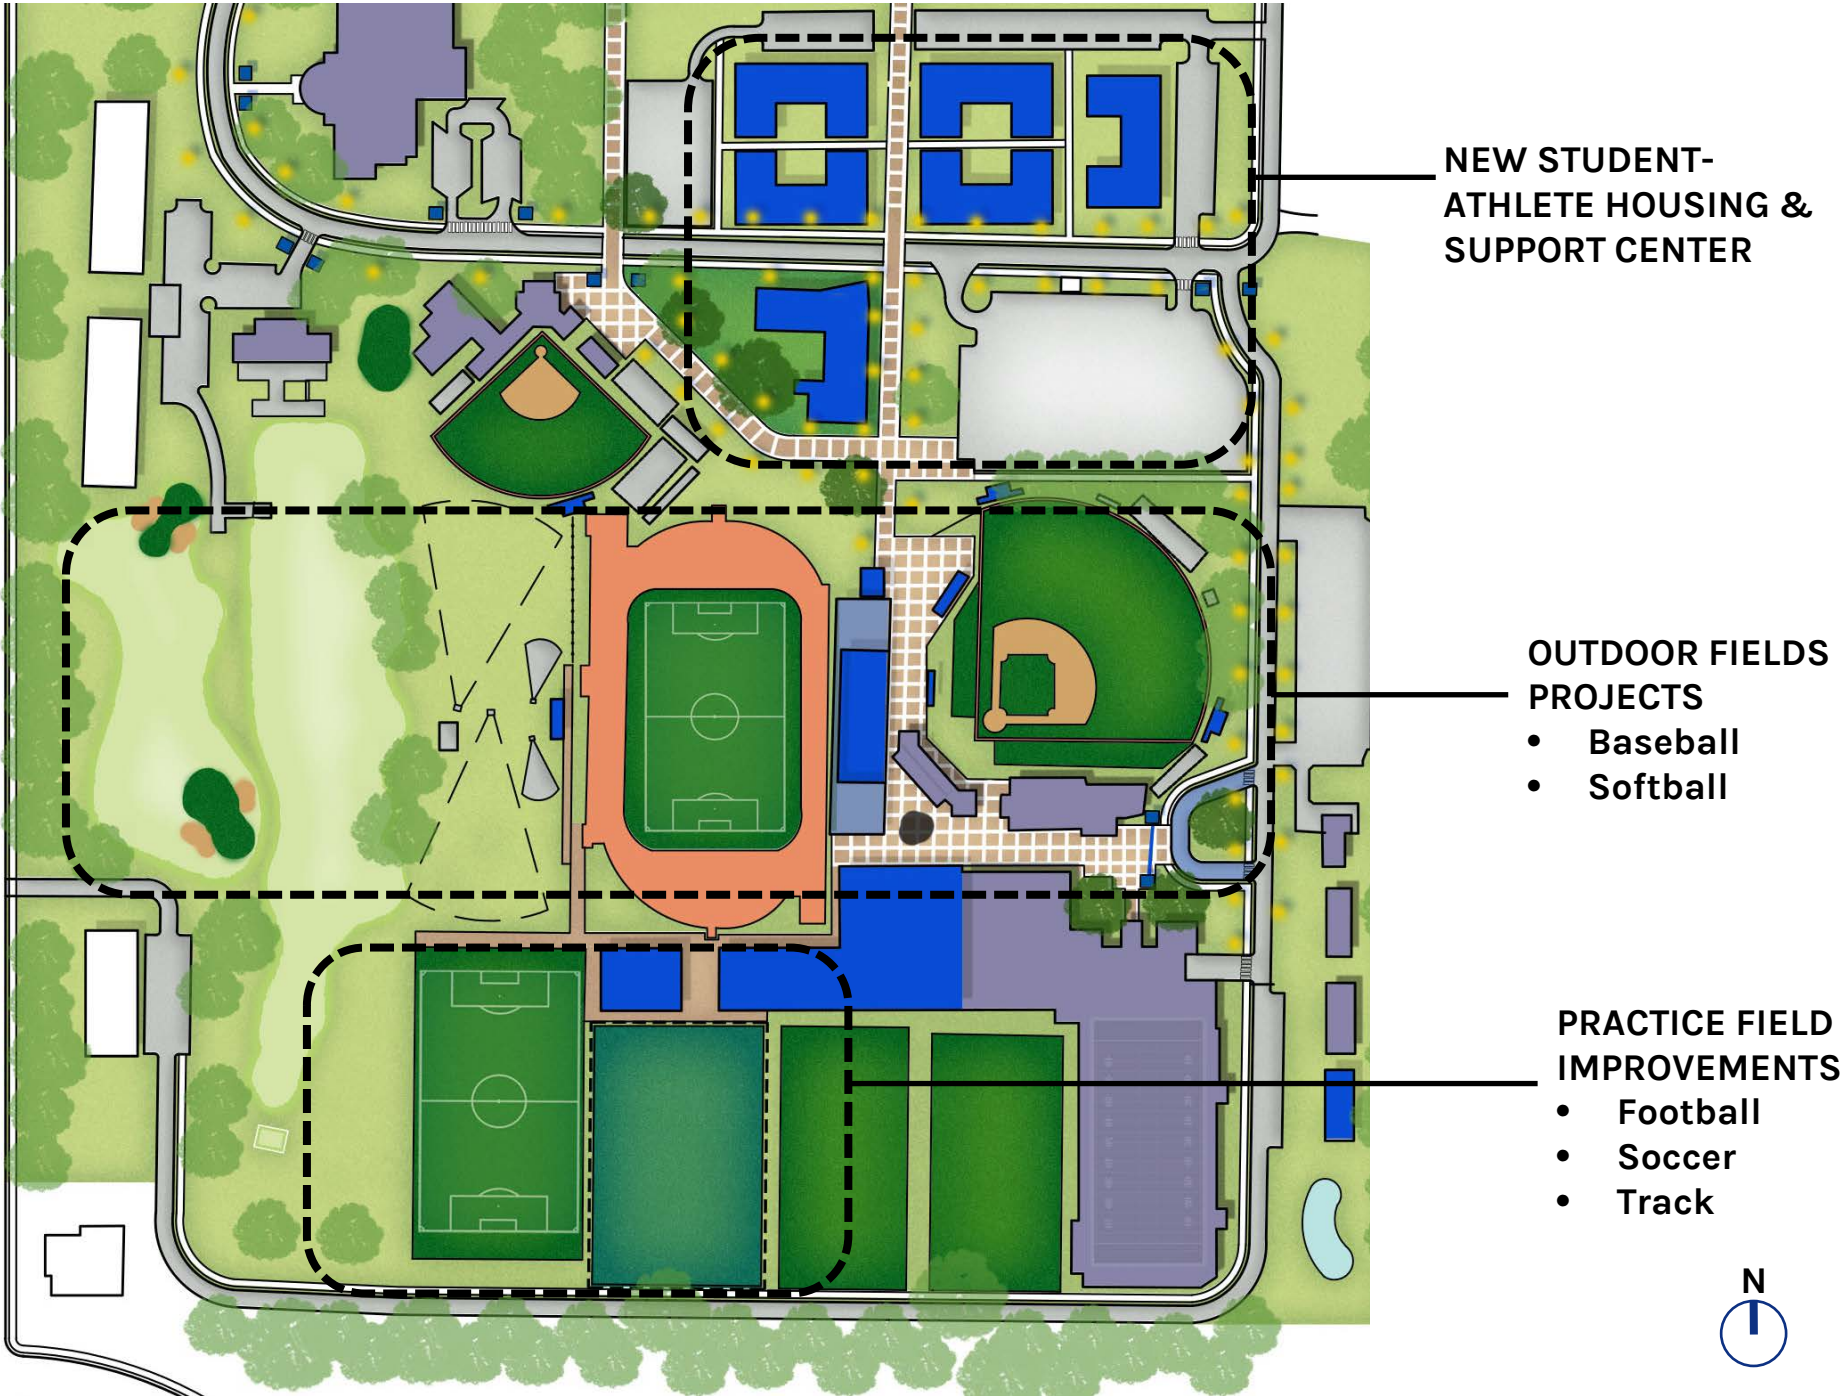 NEW STUDENT-
ATHLETE HOUSING &
SUPPORT CENTER
OUTDOOR FIELDS
PROJECTS
• Baseball
• Softball
PRACTICE FIELD
IMPROVEMENTS
• Football
• Soccer
• Track
N